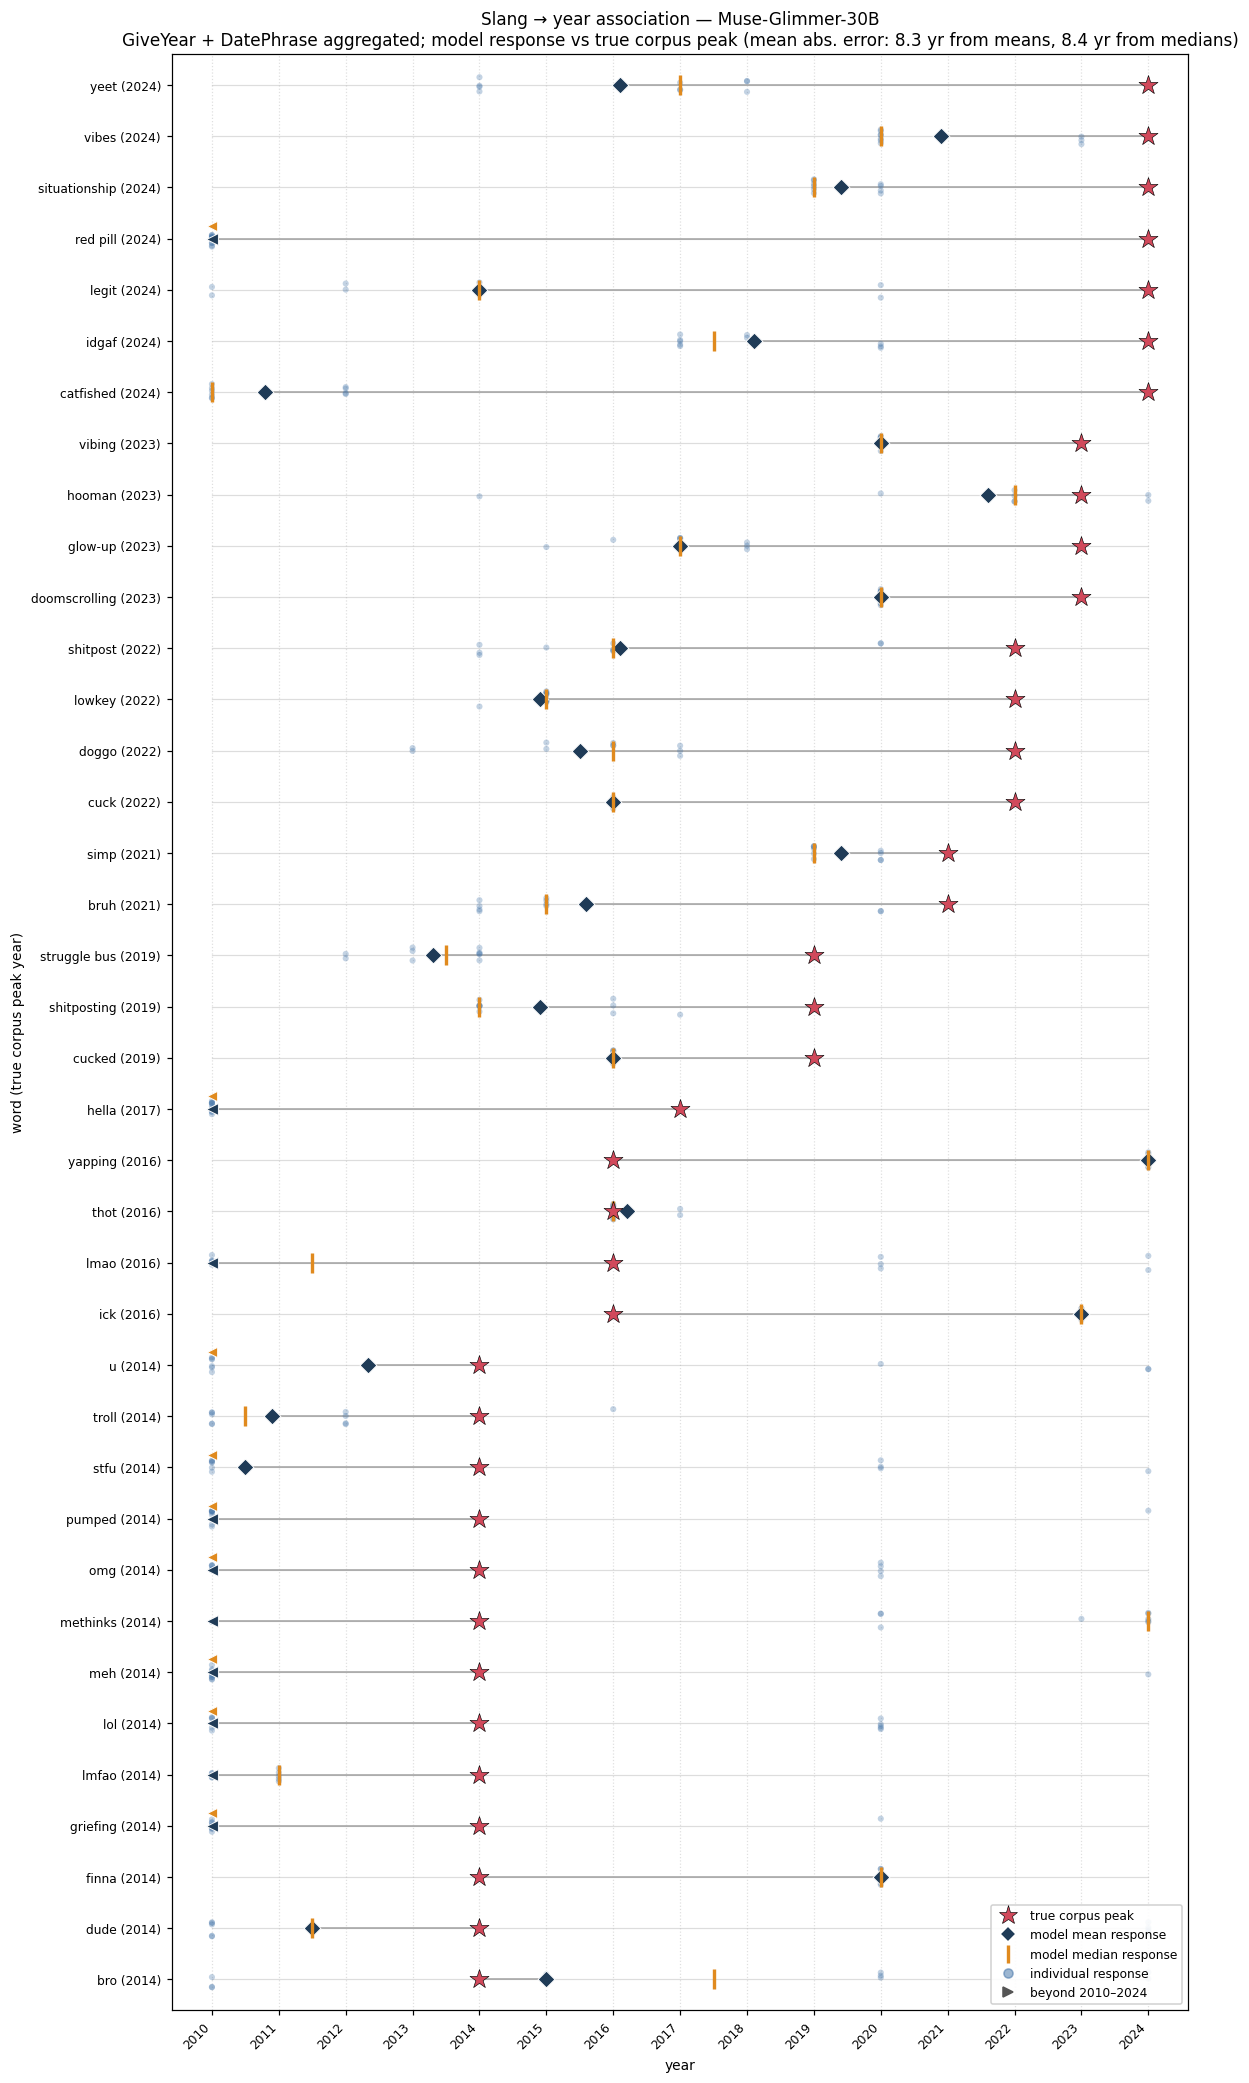 Slang → year association — Muse-Glimmer-30B
GiveYear + DatePhrase aggregated; model response vs true corpus peak (mean abs. error: 8.3 yr from means, 8.4 yr from medians)
word (true corpus peak year)
yeet (2024)
vibes (2024)
situationship (2024)
red pill (2024)
legit (2024)
idgaf (2024)
catfished (2024)
vibing (2023)
hooman (2023)
glow-up (2023)
doomscrolling (2023)
shitpost (2022)
lowkey (2022)
doggo (2022)
cuck (2022)
simp (2021)
bruh (2021)
struggle bus (2019)
shitposting (2019)
cucked (2019)
hella (2017)
yapping (2016)
thot (2016)
lmao (2016)
ick (2016)
u (2014)
troll (2014)
stfu (2014)
pumped (2014)
omg (2014)
methinks (2014)
meh (2014)
lol (2014)
lmfao (2014)
griefing (2014)
finna (2014)
dude (2014)
bro (2014)
true corpus peak
model mean response
model median response
individual response
beyond 2010–2024
2010 2011 2012 2013 2014 2015 2016 2017 2018 2019 2020 2021 2022 2023 2024
year